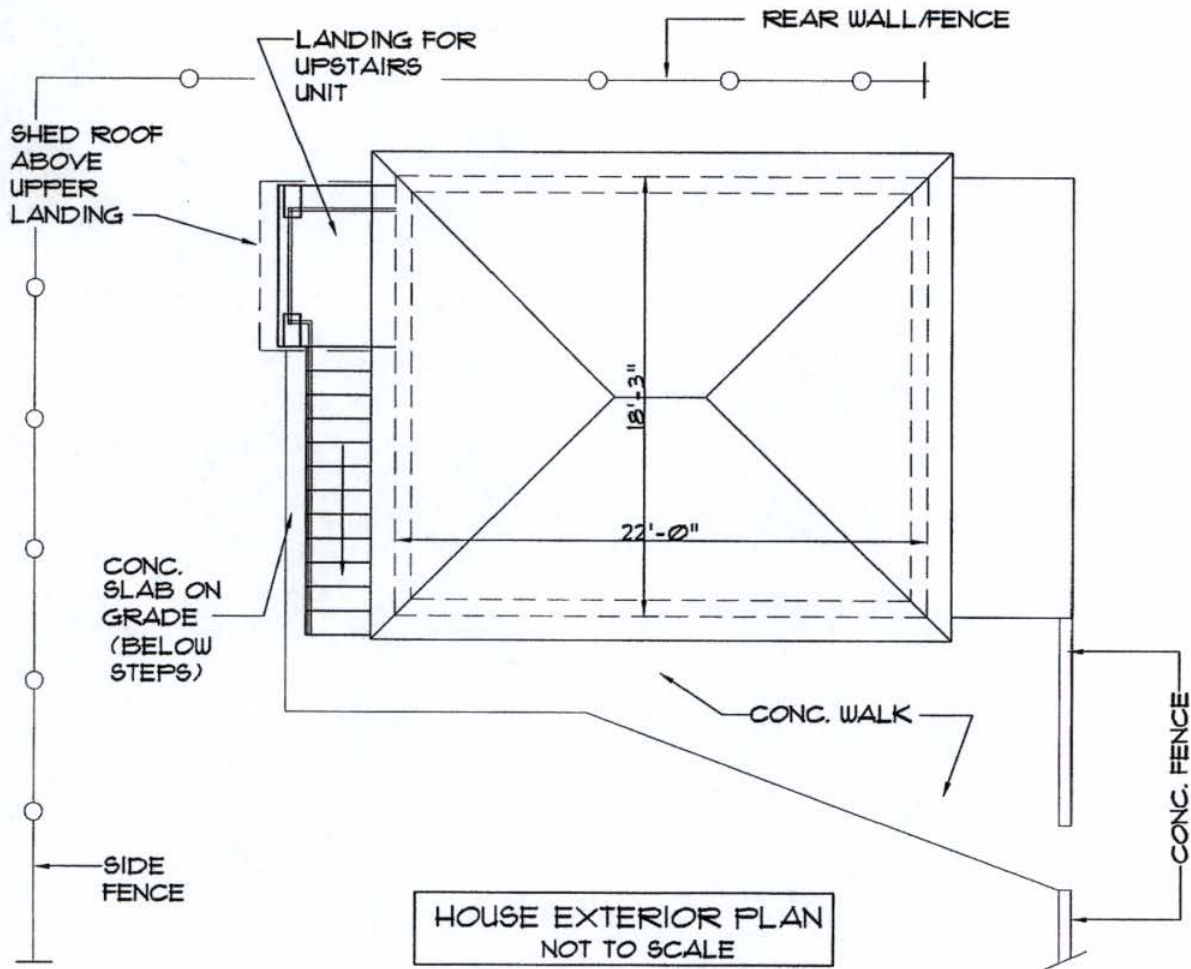 REAR WALL/FENCE
LANDING FOR
UPSTAIRS
UNIT
SHED ROOF
ABOVE
UPPER
LANDING
18'-3"
22'-0"
CONC.
SLAB ON
GRADE
(BELOW
STEPS)
CONC. WALK
CONC. FENCE
SIDE
FENCE
HOUSE EXTERIOR PLAN
NOT TO SCALE